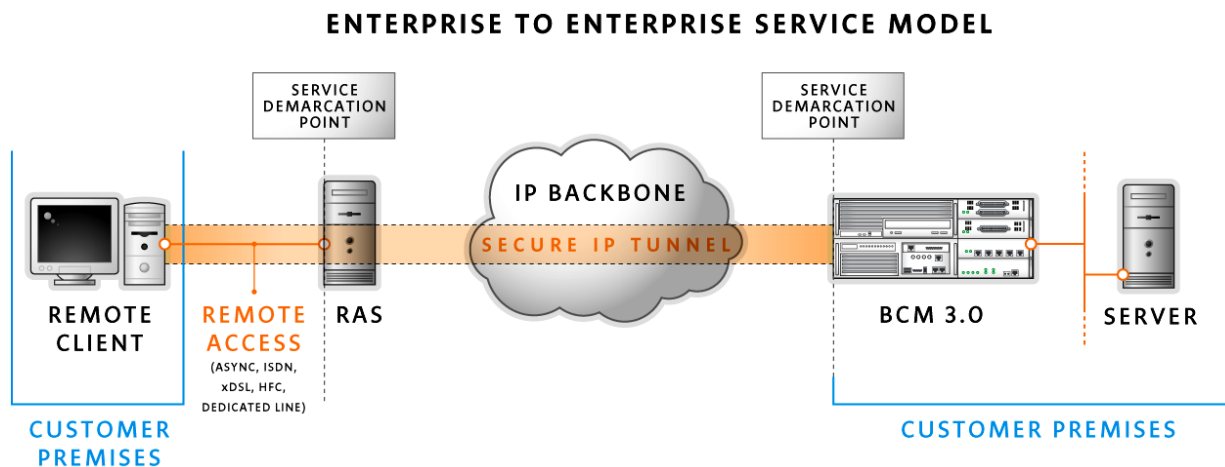 ENTERPRISE TO ENTERPRISE SERVICE MODEL
SERVICE
DEMARCATION
POINT
SERVICE
DEMARCATION
POINT
IP BACKBONE
SECURE IP TUNNEL
REMOTE
CLIENT
REMOTE
ACCESS
(ASYNC, ISDN,
xDSL, HFC,
DEDICATED LINE)
RAS
BCM 3.0
SERVER
CUSTOMER
PREMISES
CUSTOMER PREMISES